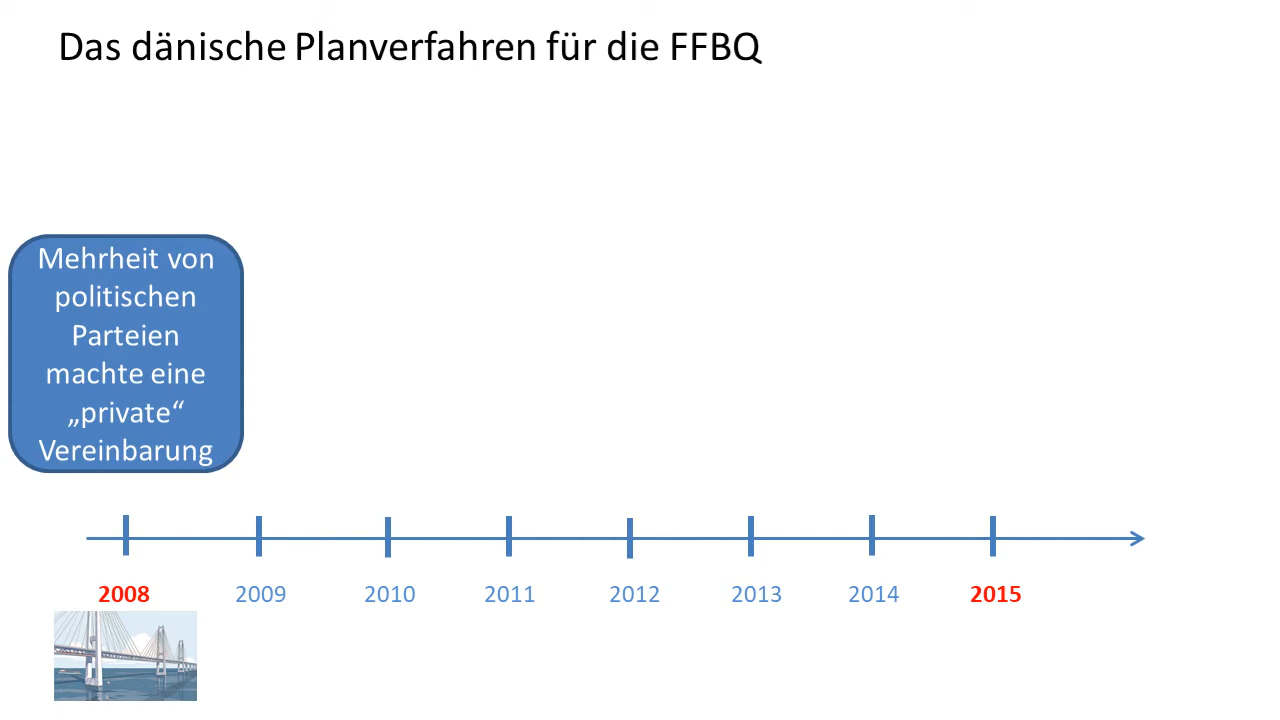 Das dänische Planverfahren für die FFBQ
Mehrheit von
politischen
Parteien
machte eine
„private“
Vereinbarung
2008 2009 2010 2011 2012 2013 2014 2015